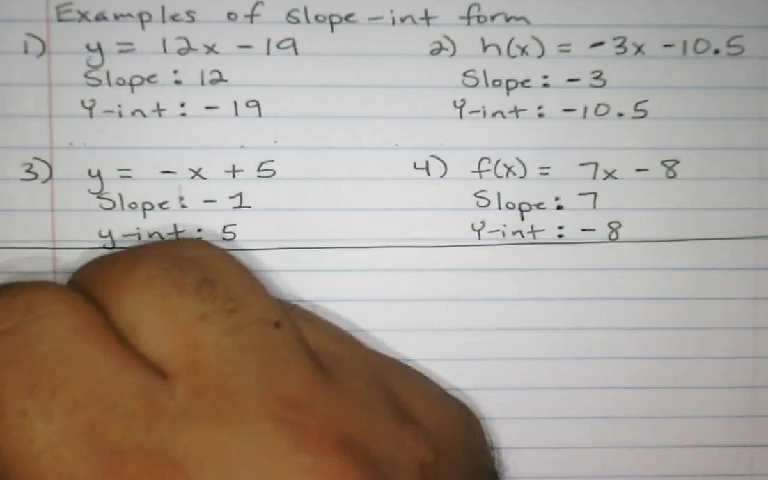 Examples of slope-int form
1) y = 12x - 19
Slope: 12
Y-int: -19
2) h(x) = -3x - 10.5
Slope: -3
Y-int: -10.5
3) y = -x + 5
Slope: -1
y-int: 5
4) f(x) = 7x - 8
Slope: 7
Y-int: -8